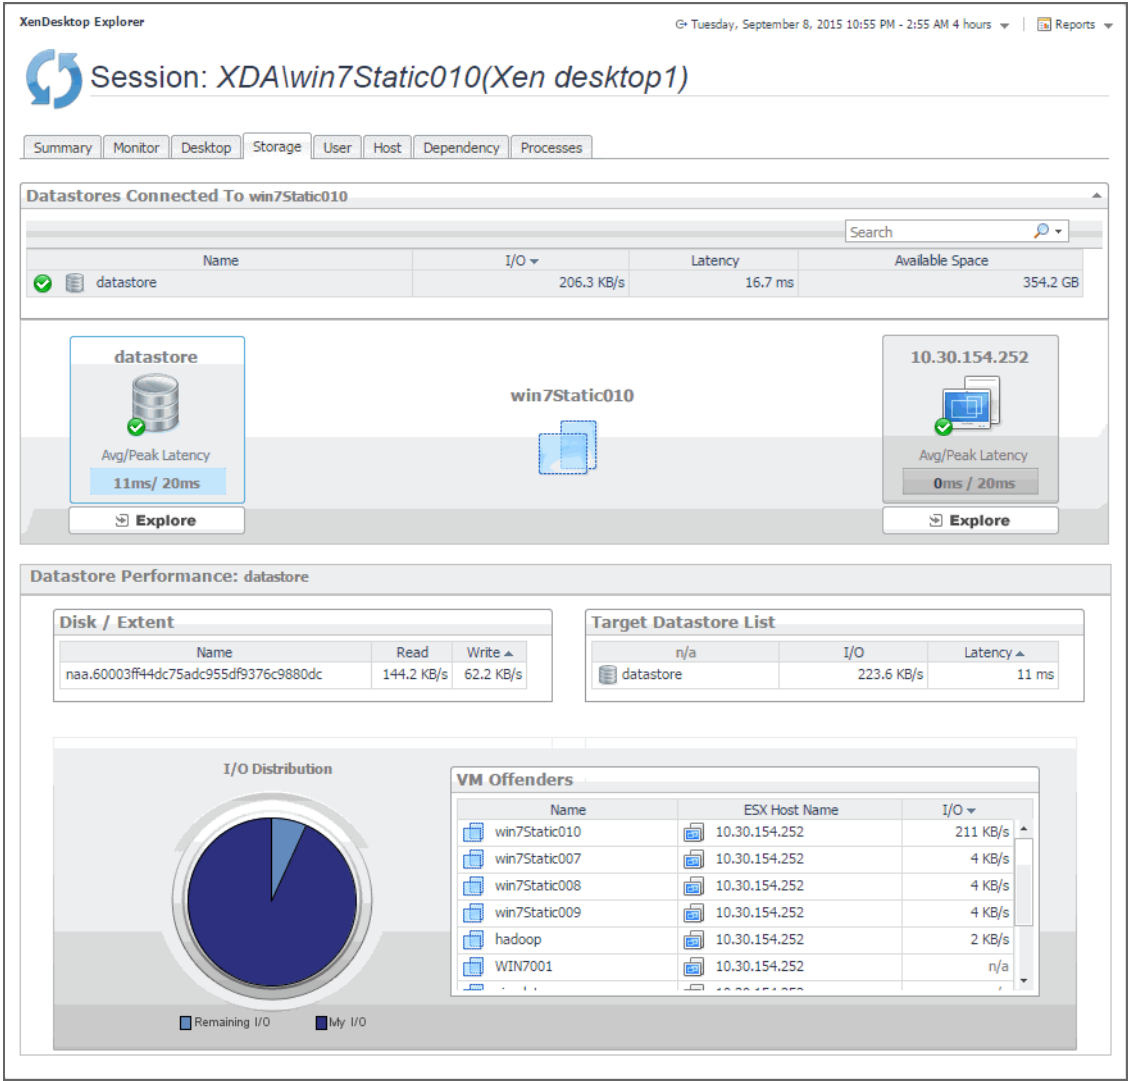 XenDesktop Explorer
Tuesday, September 8, 2015 10:55 PM - 2:55 AM 4 hours | Reports
Session: XDA\win7Static010(Xen desktop1)
Summary Monitor Desktop Storage User Host Dependency Processes
Datastores Connected To win7Static010
Search
Name I/O Latency Available Space
datastore 206.3 KB/s 16.7 ms 354.2 GB
datastore
Avg/Peak Latency
11ms/ 20ms
Explore
win7Static010
10.30.154.252
Avg/Peak Latency
0ms / 20ms
Explore
Datastore Performance: datastore
Disk / Extent
Name Read Write
naa.60003ff44dc75adc955df9376c9880dc 144.2 KB/s 62.2 KB/s
Target Datastore List
n/a I/O Latency
datastore 223.6 KB/s 11 ms
I/O Distribution
Remaining I/O My I/O
VM Offenders
Name ESX Host Name I/O
win7Static010 10.30.154.252 211 KB/s
win7Static007 10.30.154.252 4 KB/s
win7Static008 10.30.154.252 4 KB/s
win7Static009 10.30.154.252 4 KB/s
hadoop 10.30.154.252 2 KB/s
WIN7001 10.30.154.252 n/a